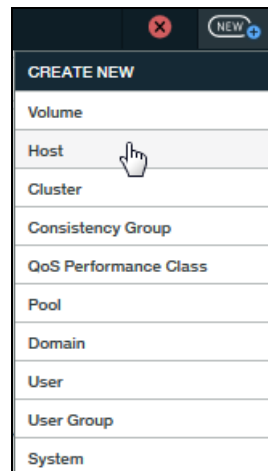 NEW
CREATE NEW
Volume
Host
Cluster
Consistency Group
QoS Performance Class
Pool
Domain
User
User Group
System